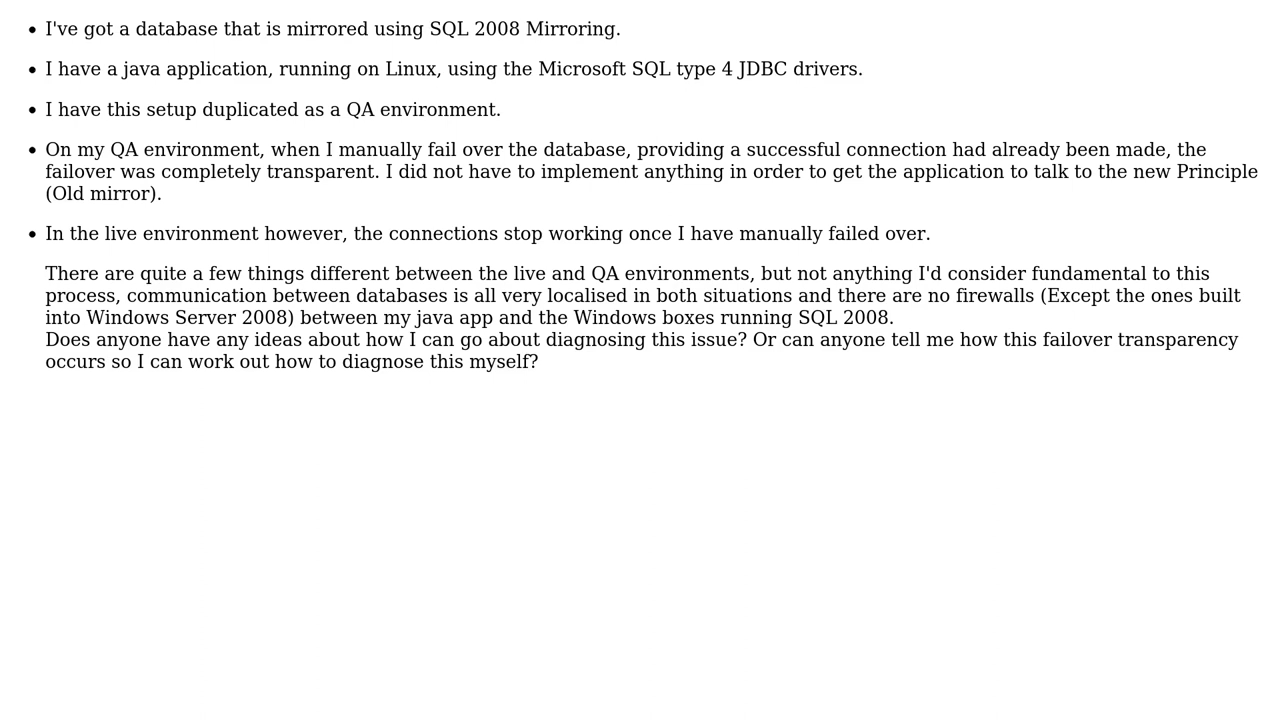 I've got a database that is mirrored using SQL 2008 Mirroring.
I have a java application, running on Linux, using the Microsoft SQL type 4 JDBC drivers.
I have this setup duplicated as a QA environment.
On my QA environment, when I manually fail over the database, providing a successful connection had already been made, the
failover was completely transparent. I did not have to implement anything in order to get the application to talk to the new Principle
(Old mirror).
In the live environment however, the connections stop working once I have manually failed over.
There are quite a few things different between the live and QA environments, but not anything I'd consider fundamental to this
process, communication between databases is all very localised in both situations and there are no firewalls (Except the ones built
into Windows Server 2008) between my java app and the Windows boxes running SQL 2008.
Does anyone have any ideas about how I can go about diagnosing this issue? Or can anyone tell me how this failover transparency
occurs so I can work out how to diagnose this myself?